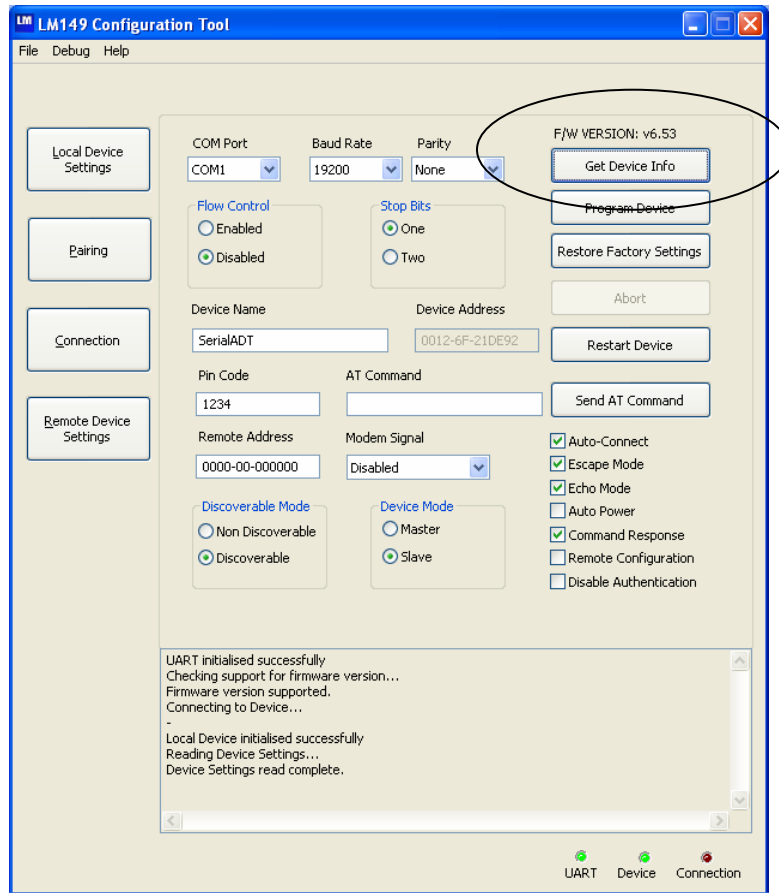 LM LM149 Configuration Tool
File Debug Help
Local Device
Settings
Pairing
Connection
Remote Device
Settings
COM Port Baud Rate Parity
COM1 19200 None
Flow Control
Enabled
Disabled
Stop Bits
One
Two
Device Name Device Address
SerialADT 0012-6F-21DE92
Pin Code AT Command
1234
Remote Address Modem Signal
0000-00-000000 Disabled
Discoverable Mode
Non Discoverable
Discoverable
Device Mode
Master
Slave
F/W VERSION: v6.53
Get Device Info
Program Device
Restore Factory Settings
Abort
Restart Device
Send AT Command
Auto-Connect
Escape Mode
Echo Mode
Auto Power
Command Response
Remote Configuration
Disable Authentication
UART initialised successfully
Checking support for firmware version...
Firmware version supported.
Connecting to Device...
-
Local Device initialised successfully
Reading Device Settings...
Device Settings read complete.
UART Device Connection